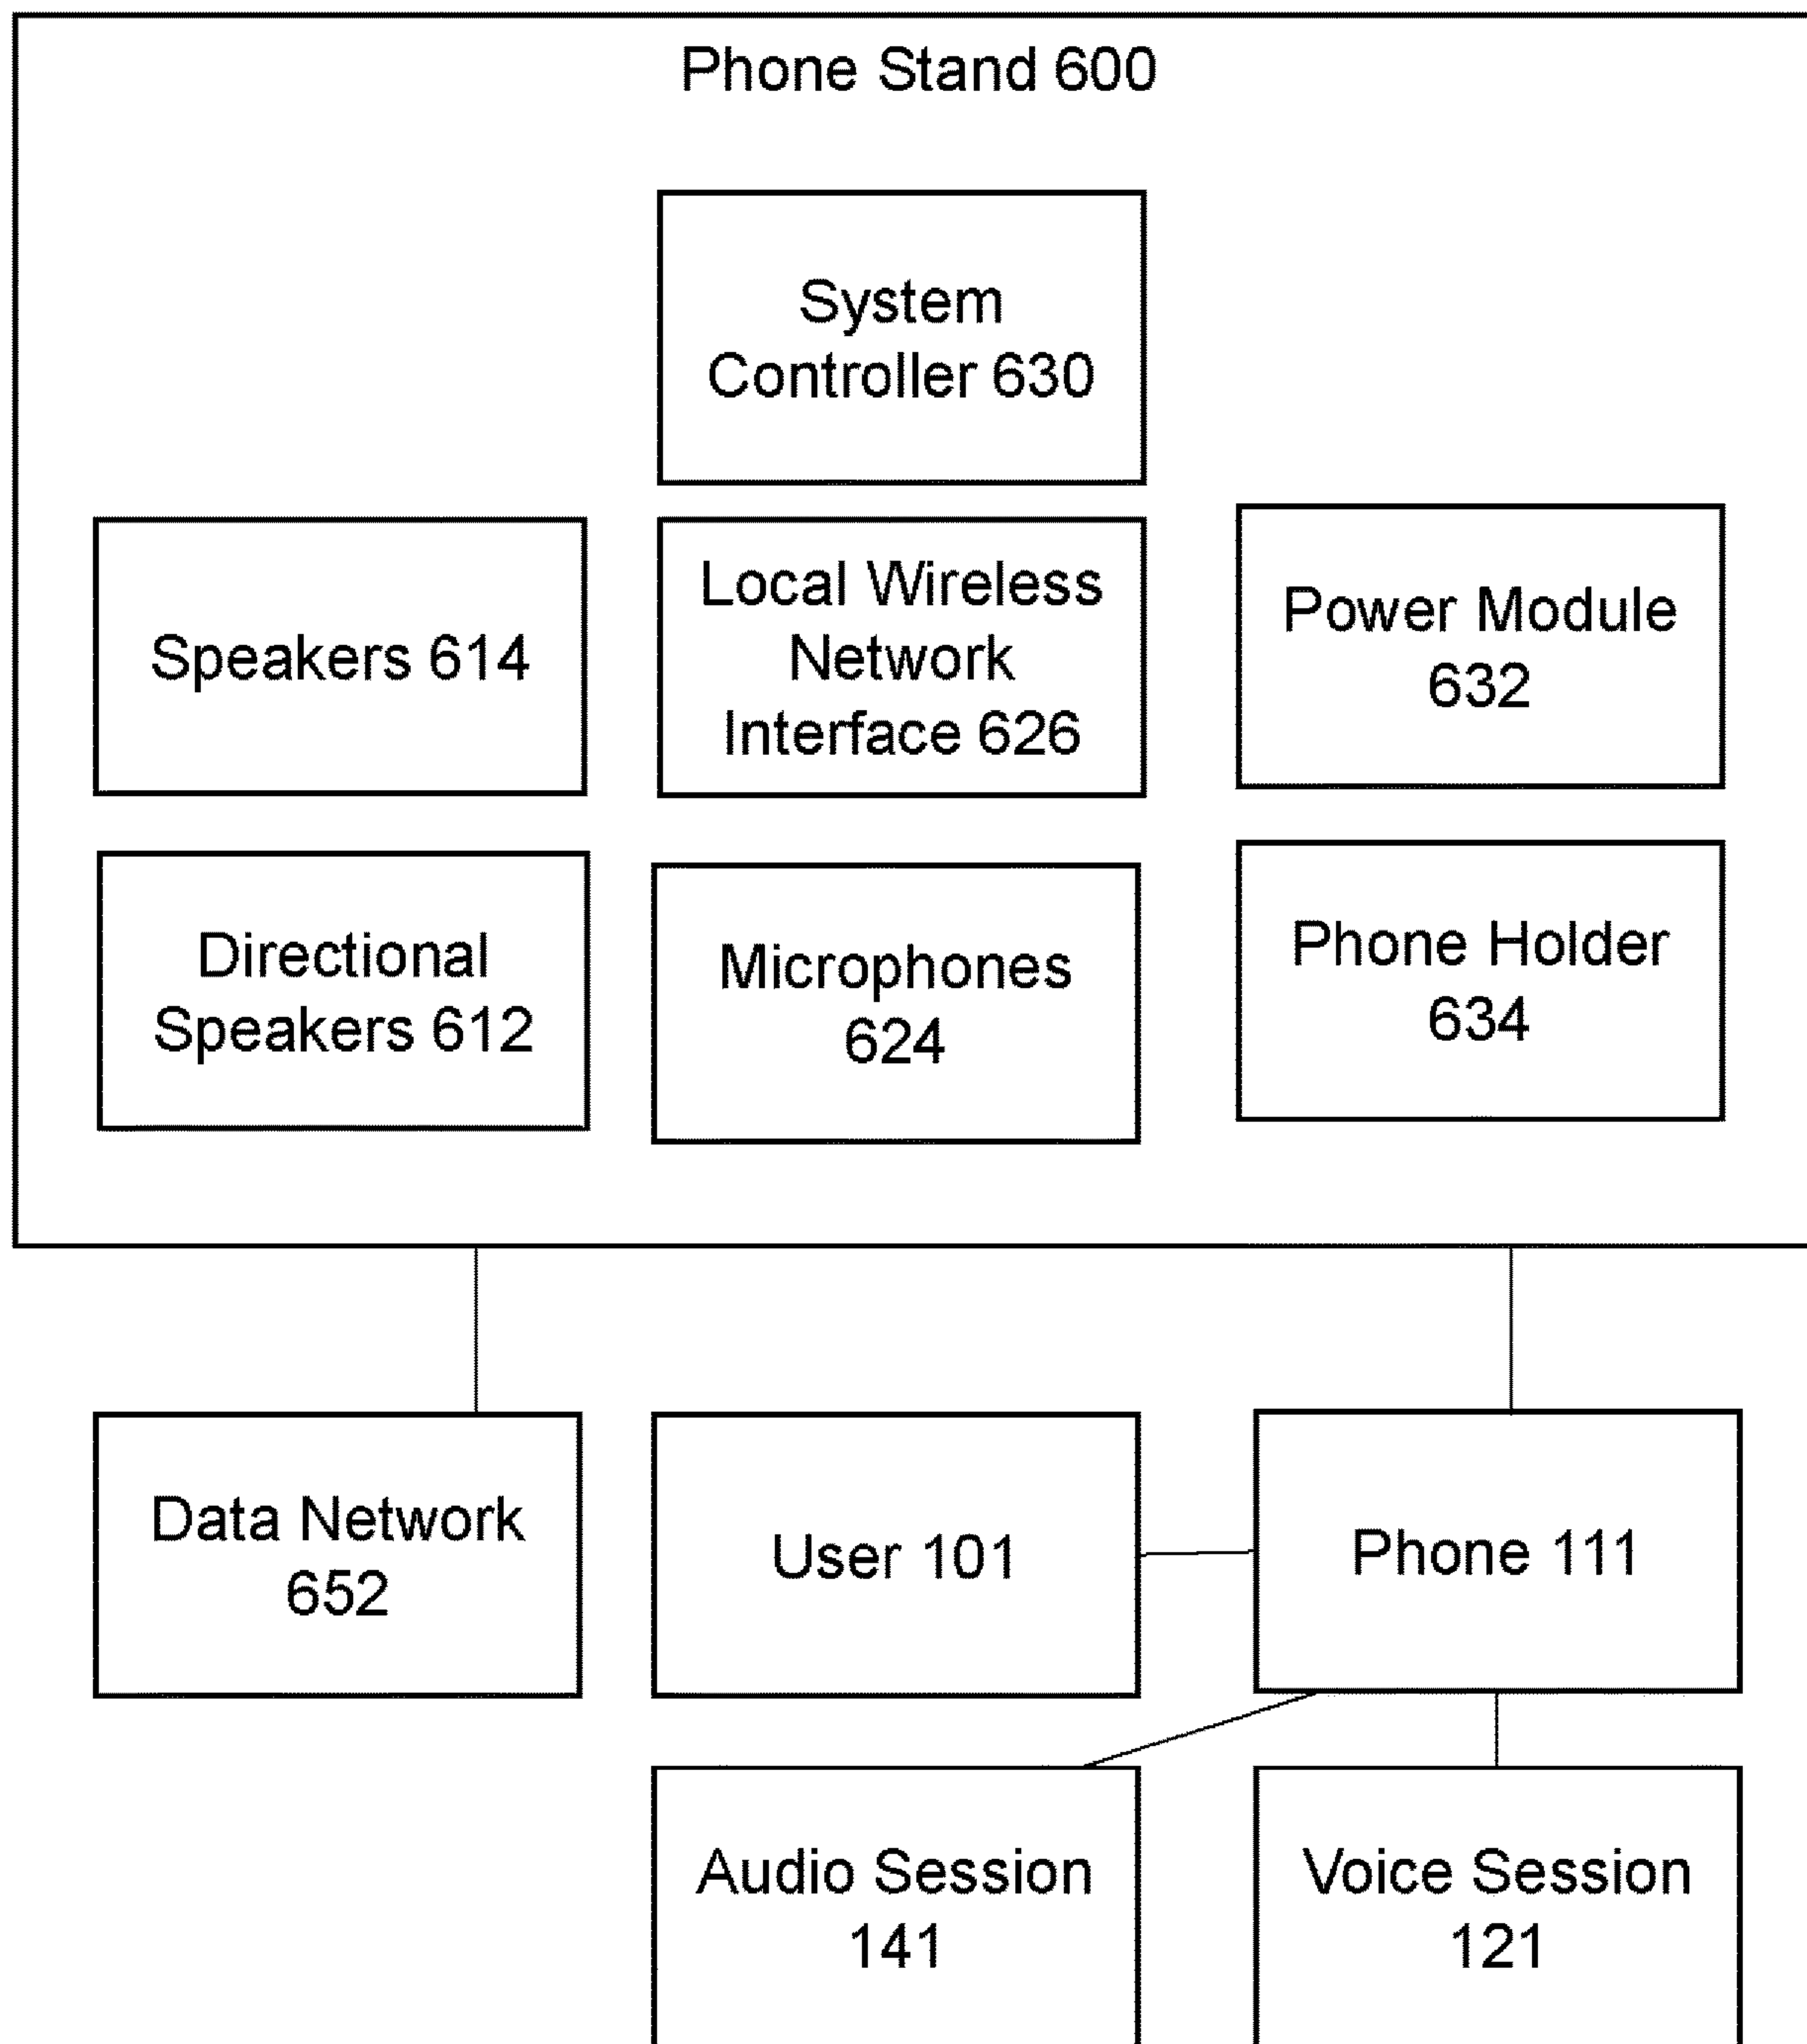 Phone Stand 600
System
Controller 630
Speakers 614
Local Wireless
Network
Interface 626
Power Module
632
Directional
Speakers 612
Microphones
624
Phone Holder
634
Data Network
652
User 101
Phone 111
Audio Session
141
Voice Session
121